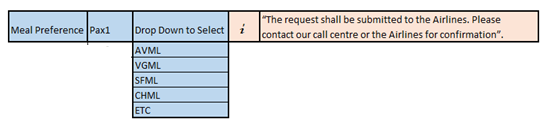 Meal Preference Pax1 Drop Down to Select i “The request shall be submitted to the Airlines. Please
contact our call centre or the Airlines for confirmation”.
AVML
VGML
SFML
CHML
ETC